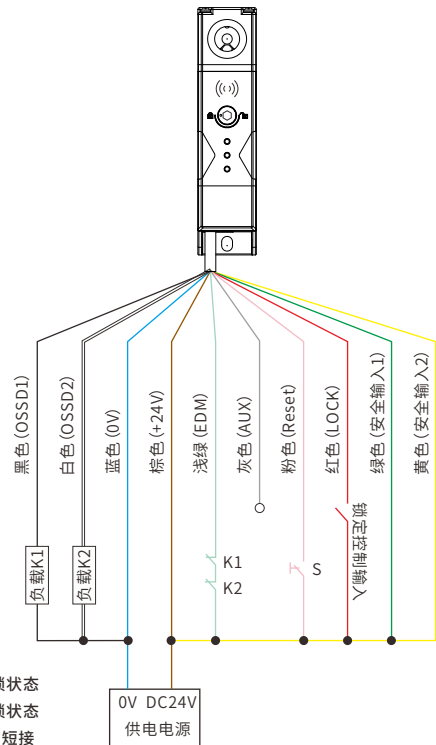 黑色(OSSD1)
白色(OSSD2)
蓝色(0V)
棕色(+24V)
浅绿(EDM)
灰色(AUX)
粉色(Reset)
红色(LOCK)
绿色(安全输入1)
黄色(安全输入2)
负载K1
负载K2
K1
K2
S
锁定控制输入
0V DC24V
供电电源
锁状态
锁状态
短接